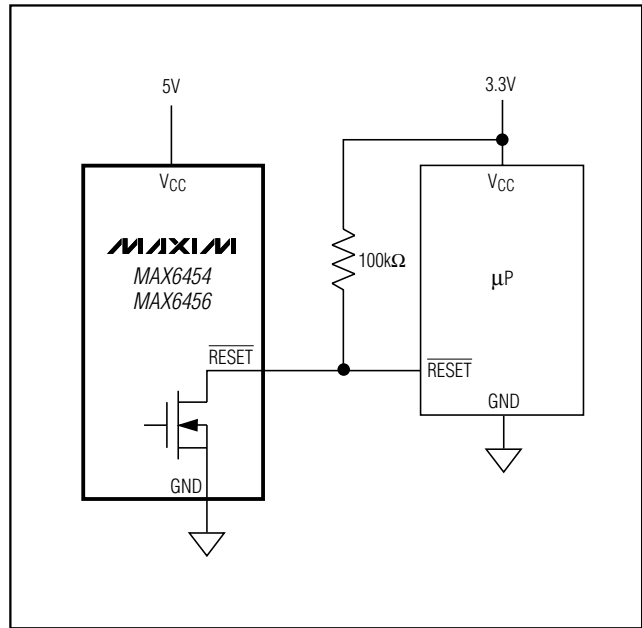 5V
3.3V
VCC
VCC
MAXIM
MAX6454
MAX6456
100kΩ
µP
RESET
RESET
GND
GND